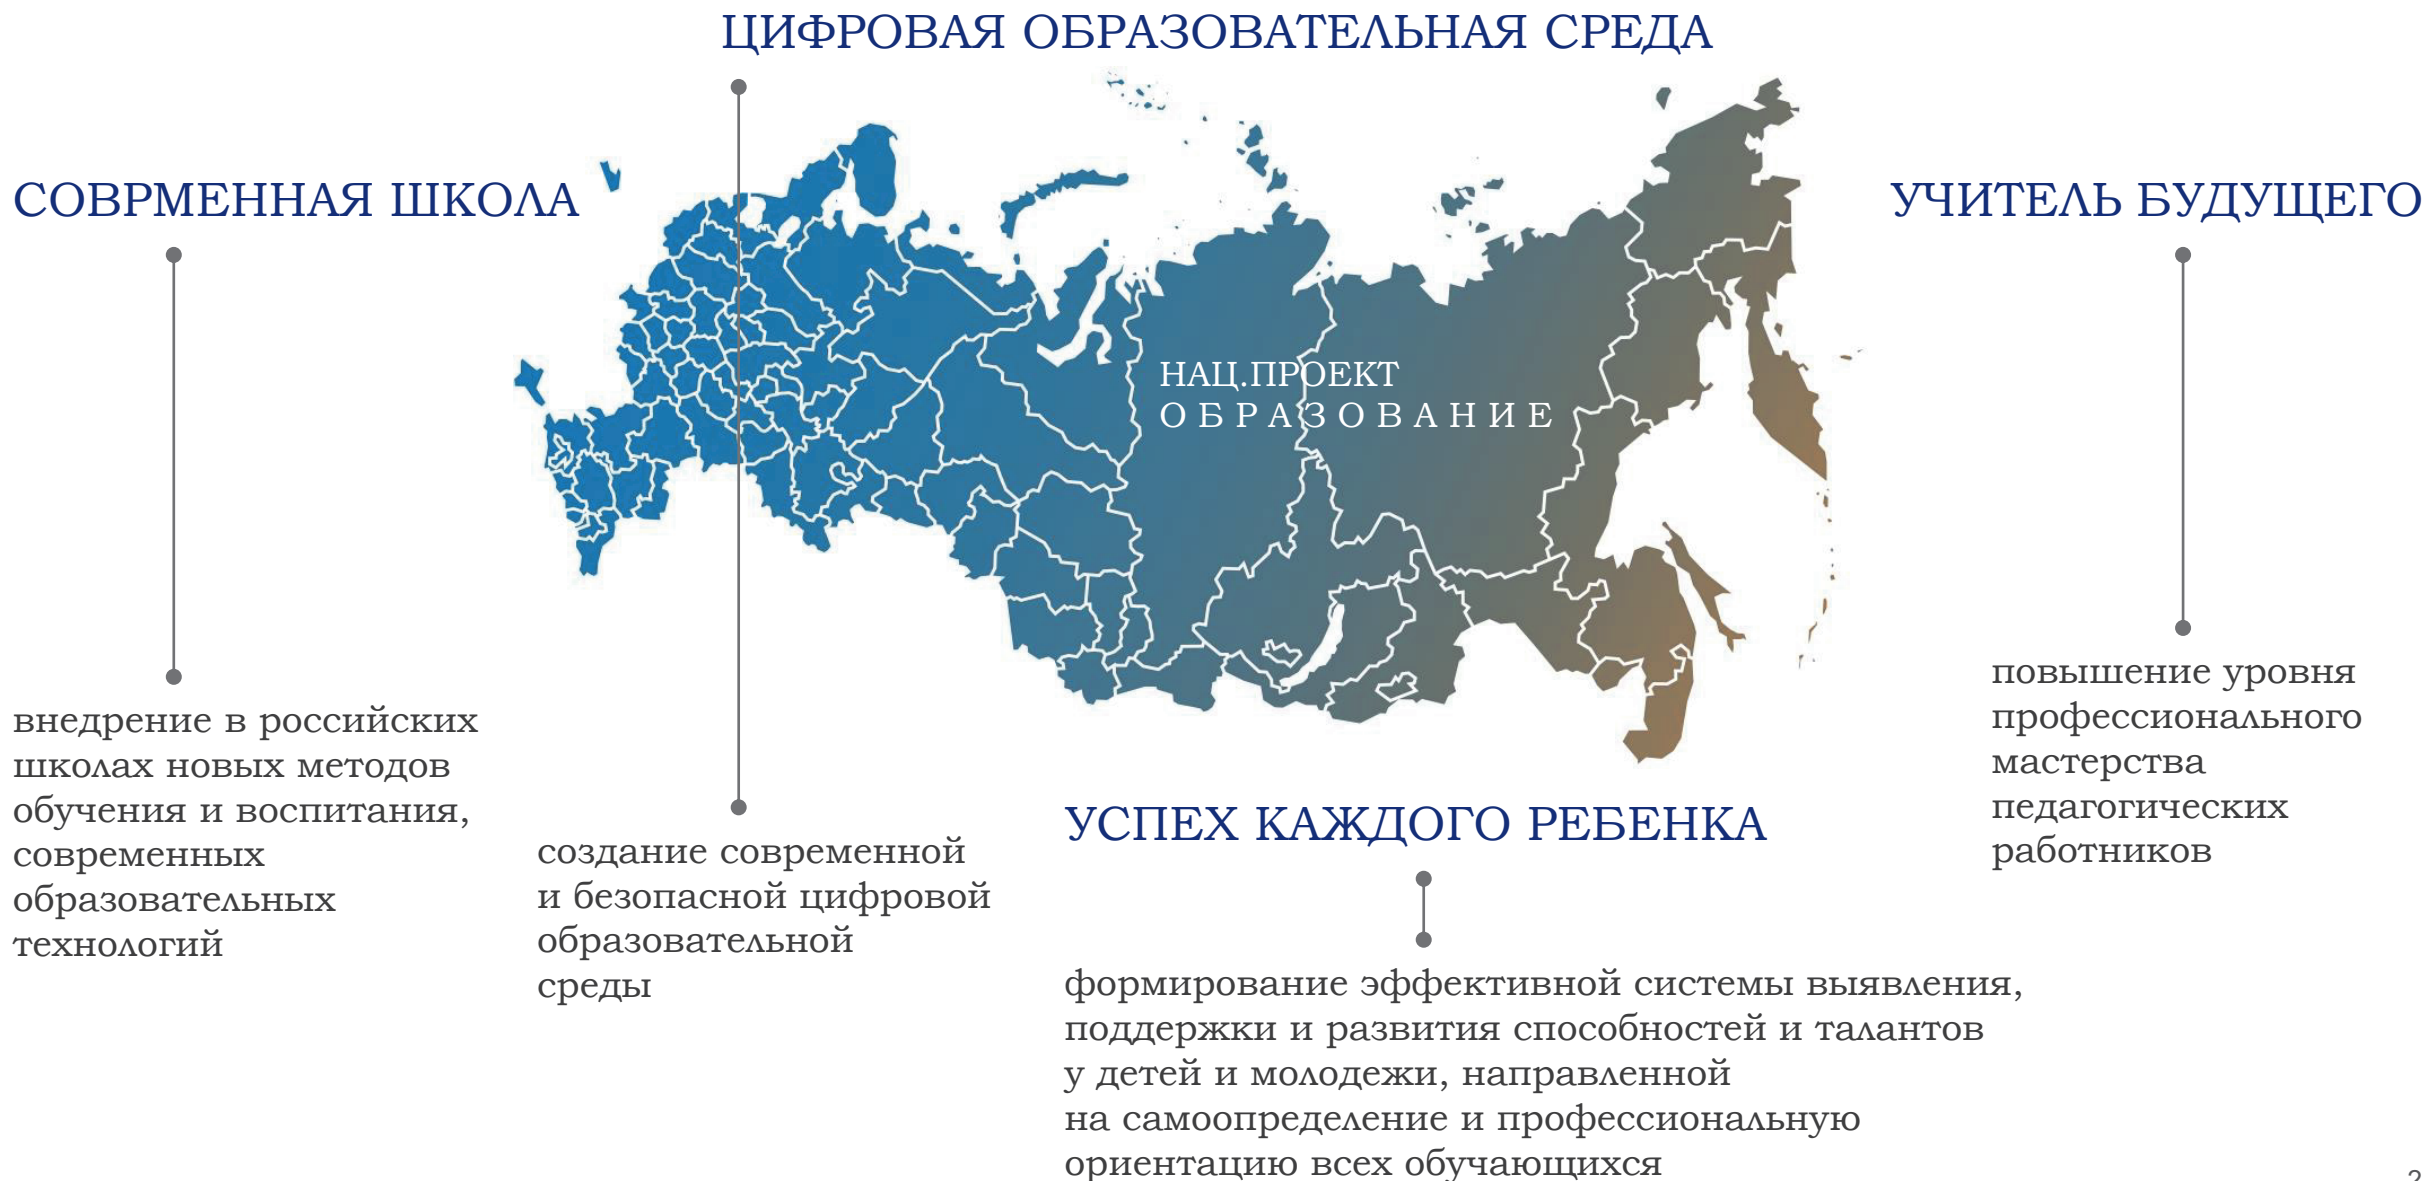 ЦИФРОВАЯ ОБРАЗОВАТЕЛЬНАЯ СРЕДА
СОВРМЕННАЯ ШКОЛА
УЧИТЕЛЬ БУДУЩЕГО
НАЦ.ПРОЕКТ
ОБРАЗОВАНИЕ
внедрение в российских
школах новых методов
обучения и воспитания,
современных
образовательных
технологий
создание современной
и безопасной цифровой
образовательной
среды
УСПЕХ КАЖДОГО РЕБЕНКА
формирование эффективной системы выявления,
поддержки и развития способностей и талантов
у детей и молодежи, направленной
на самоопределение и профессиональную
ориентацию всех обучающихся
повышение уровня
профессионального
мастерства
педагогических
работников
2